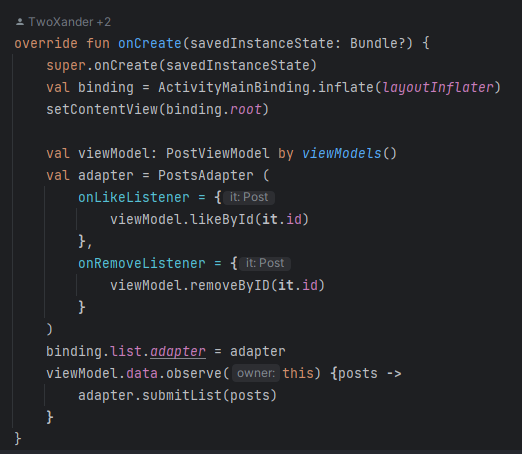 TwoXander +2
override fun onCreate(savedInstanceState: Bundle?) {
    super.onCreate(savedInstanceState)
    val binding = ActivityMainBinding.inflate(layoutInflater)
    setContentView(binding.root)

    val viewModel: PostViewModel by viewModels()
    val adapter = PostsAdapter (
        onLikeListener = { it: Post
            viewModel.likeById(it.id)
        },
        onRemoveListener = { it: Post
            viewModel.removeByID(it.id)
        }
    )
    binding.list.adapter = adapter
    viewModel.data.observe( owner: this) {posts ->
        adapter.submitList(posts)
    }
}